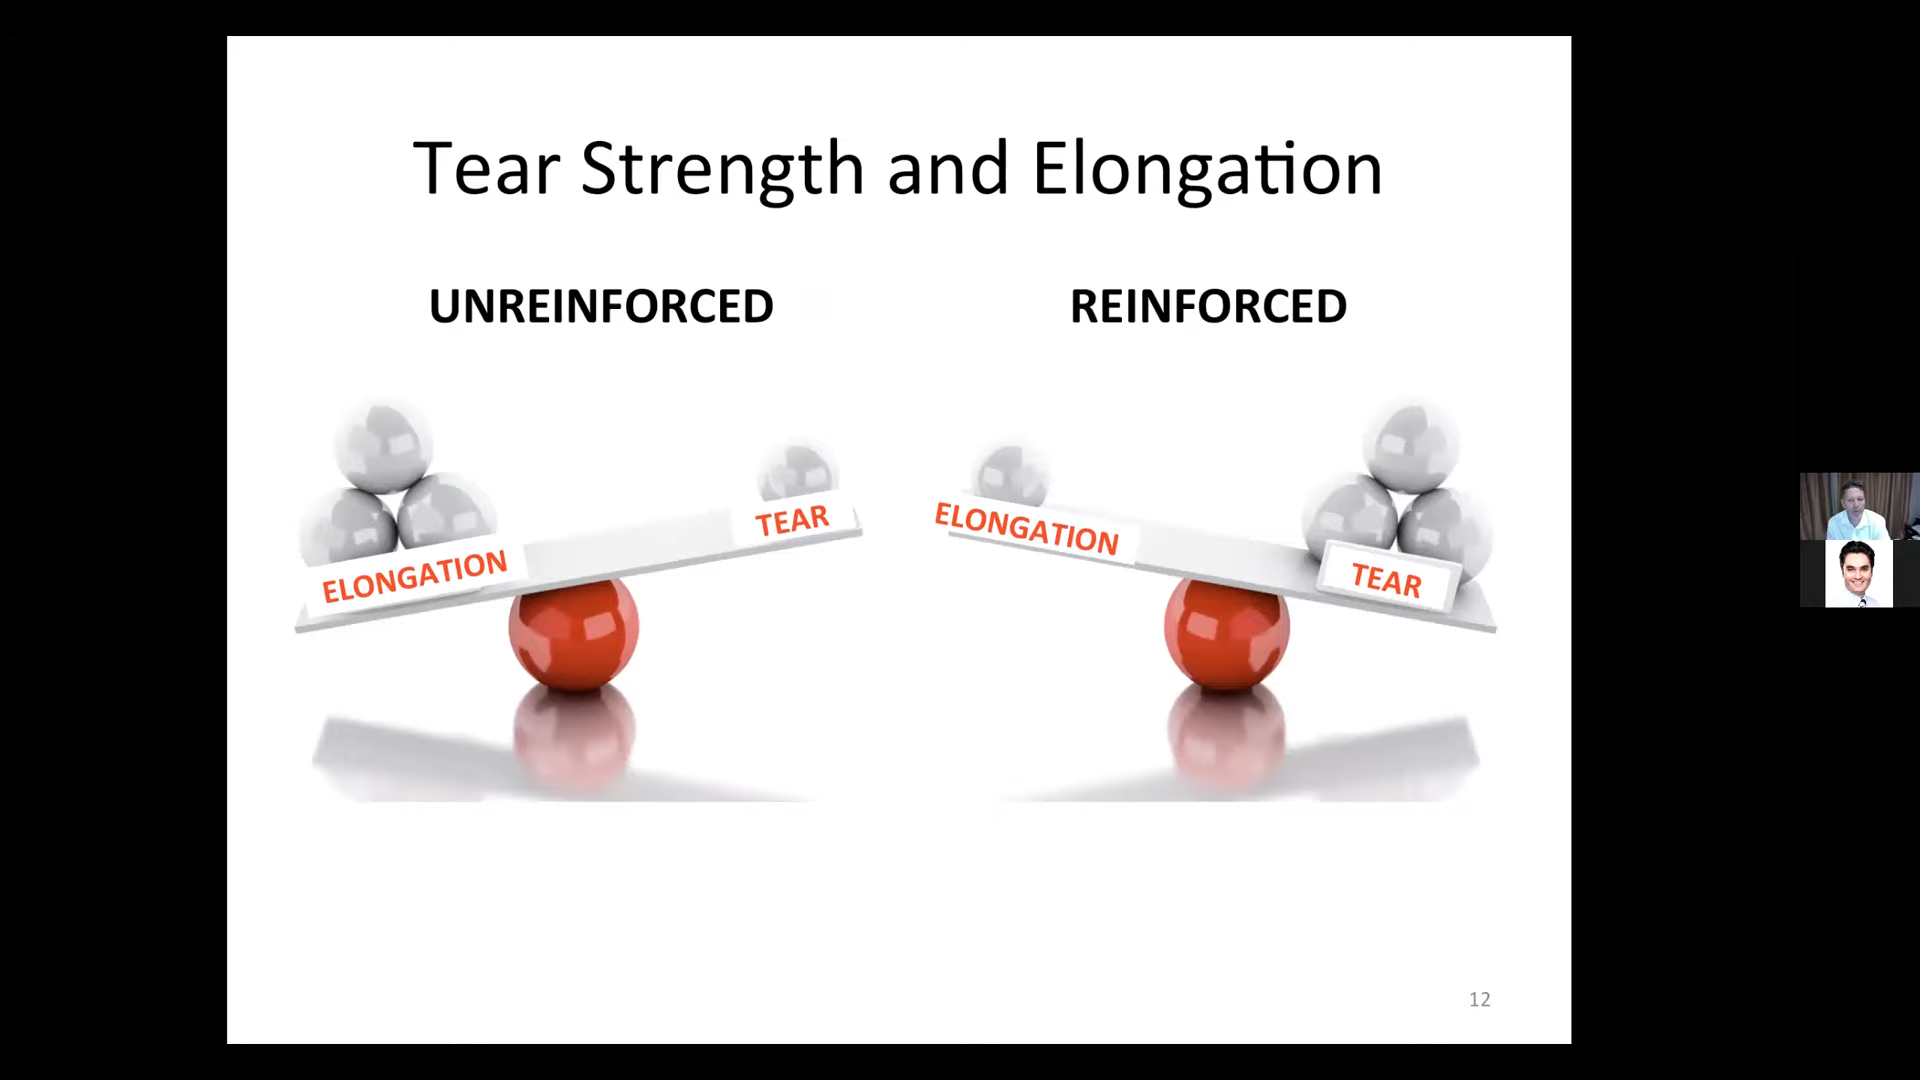 Tear Strength and Elongation
UNREINFORCED
REINFORCED
ELONGATION
TEAR
ELONGATION
TEAR
12